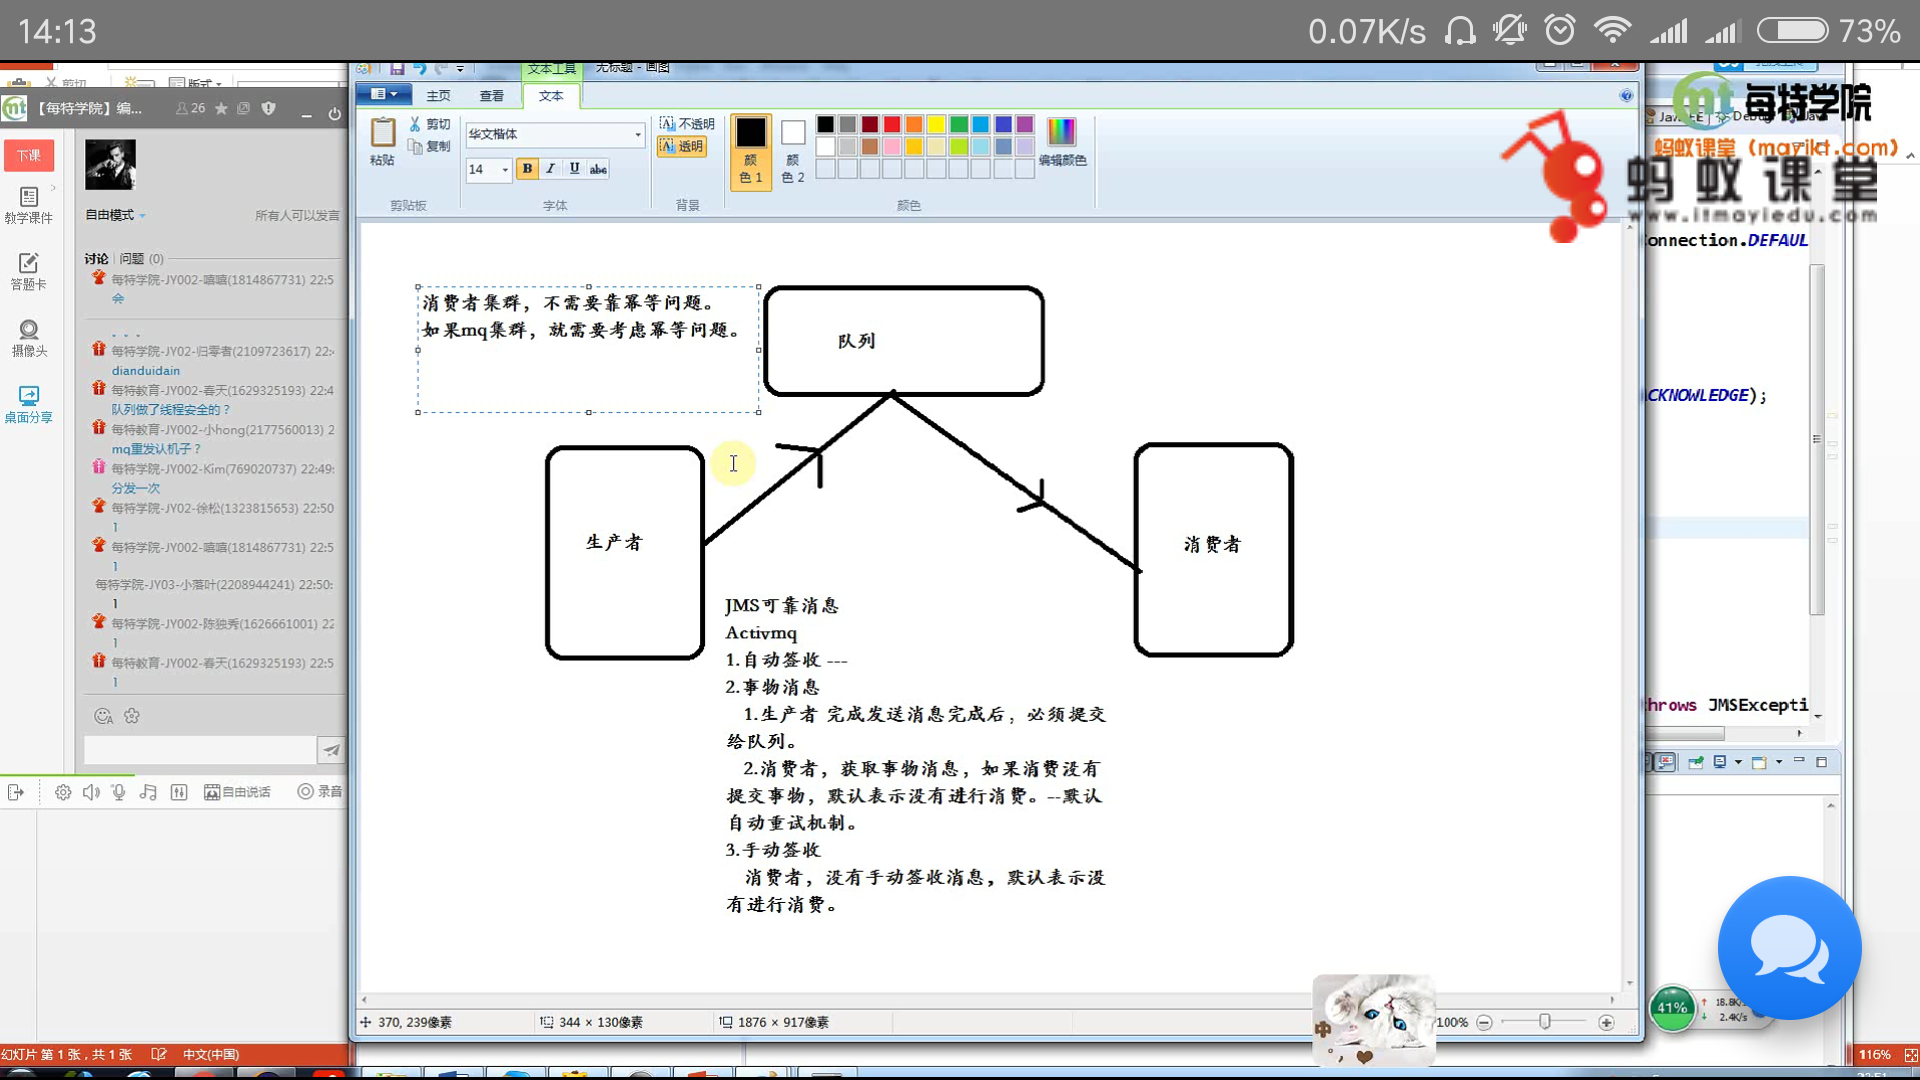 14:13
0.07K/s
73%
剪切
版式
文本工具
无标题 - 画图
【每特学院】编...
26
主页
查看
文本
每特学院
蚂蚁课堂（mayikt.com）
蚂蚁课堂
www.itmayiedu.com
粘贴
剪切
复制
华文楷体
14
B
I
U
abc
不透明
透明
颜
色 1
颜
色 2
编辑颜色
剪贴板
字体
背景
颜色
下课
教学课件
答题卡
摄像头
桌面分享
自由模式
所有人可以发言
讨论
问题 (0)
每特学院-JY002-嘻嘻(1814867731) 22:5
会
每特学院-JY02-归零者(2109723617) 22:4
dianduidain
每特教育-JY002-春天(1629325193) 22:4
队列做了线程安全的？
每特教育-JY002-小hong(2177560013) 2
mq重发认机子？
每特学院-JY002-Kim(769020737) 22:49:
分发一次
每特学院-JY02-徐松(1323815653) 22:50
1
每特学院-JY002-嘻嘻(1814867731) 22:5
1
每特学院-JY03-小落叶(2208944241) 22:50:
1
每特学院-JY002-陈独秀(1626661001) 22
1
每特教育-JY002-春天(1629325193) 22:5
1
自由说话
录音
消费者集群，不需要靠幂等问题。
如果mq集群，就需要考虑幂等问题。
队列
生产者
消费者
JMS可靠消息
Activmq
1.自动签收 ---
2.事物消息
1.生产者 完成发送消息完成后，必须提交
给队列。
2.消费者，获取事物消息，如果消费没有
提交事物，默认表示没有进行消费。--默认
自动重试机制。
3.手动签收
消费者，没有手动签收消息，默认表示没
有进行消费。
onnection.DEFAUL
CKNOWLEDGE);
hrows JMSExcepti
370, 239像素
344 × 130像素
1876 × 917像素
100%
41%
18.8K/s
2.4K/s
中
幻灯片 第 1 张，共 1 张
中文(中国)
116%